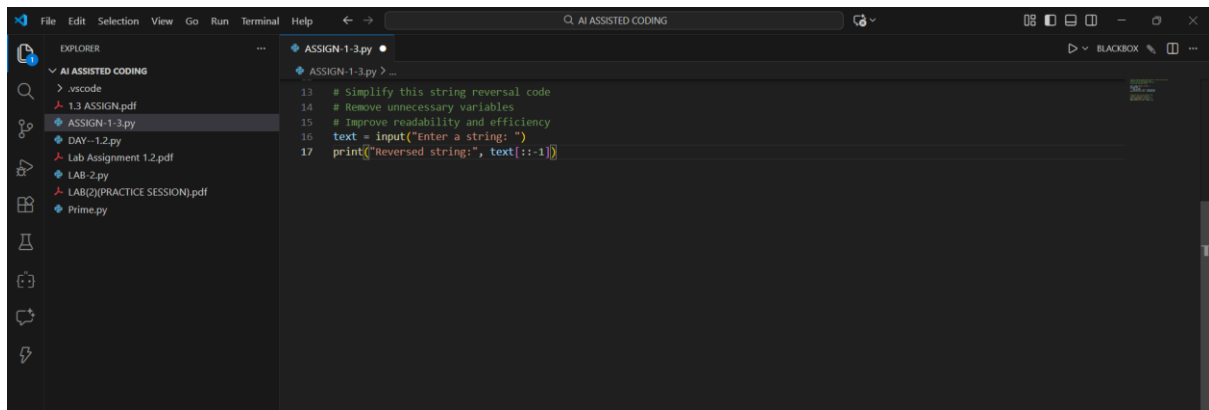 File Edit Selection View Go Run Terminal Help
AI ASSISTED CODING
EXPLORER
ASSIGN-1-3.py
BLACKBOX
AI ASSISTED CODING
ASSIGN-1-3.py > ...
.vscode
1.3 ASSIGN.pdf
ASSIGN-1-3.py
DAY--1.2.py
Lab Assignment 1.2.pdf
LAB-2.py
LAB(2)(PRACTICE SESSION).pdf
Prime.py
1
13 # Simplify this string reversal code
14 # Remove unnecessary variables
15 # Improve readability and efficiency
16 text = input("Enter a string: ")
17 print("Reversed string:", text[::-1])